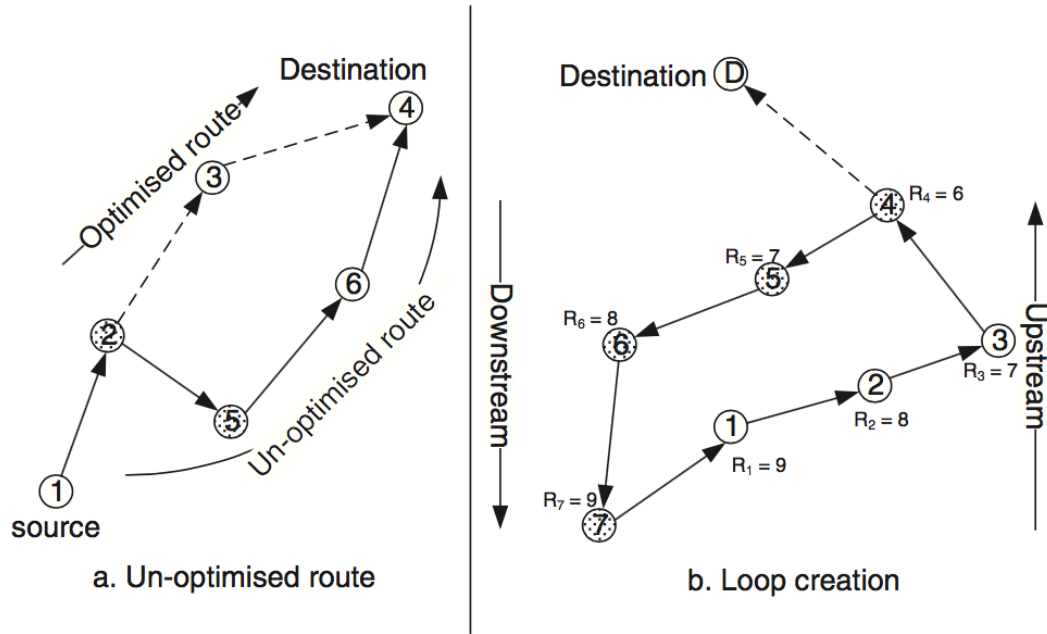 Destination
4
Optimised route
3
6
2
5
Un-optimised route
1
source
a. Un-optimised route
Downstream
Destination D
4 R₄ = 6
R₅ = 7
5
R₆ = 8
6
3
R₃ = 7
2
R₂ = 8
1
R₁ = 9
R₇ = 9
7
Upstream
b. Loop creation